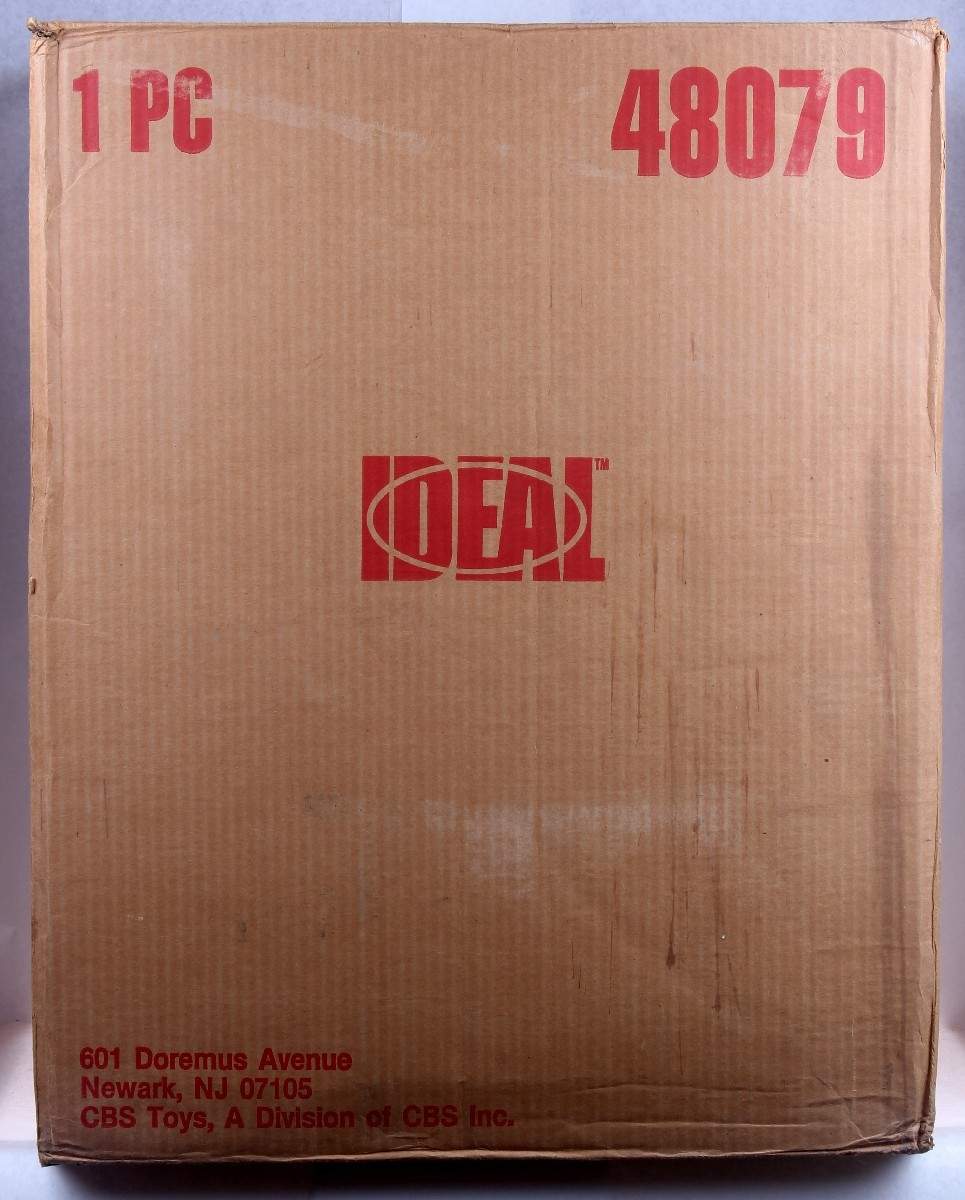 1 PC
48079
IDEAL™
601 Doremus Avenue
Newark, NJ 07105
CBS Toys, A Division of CBS Inc.